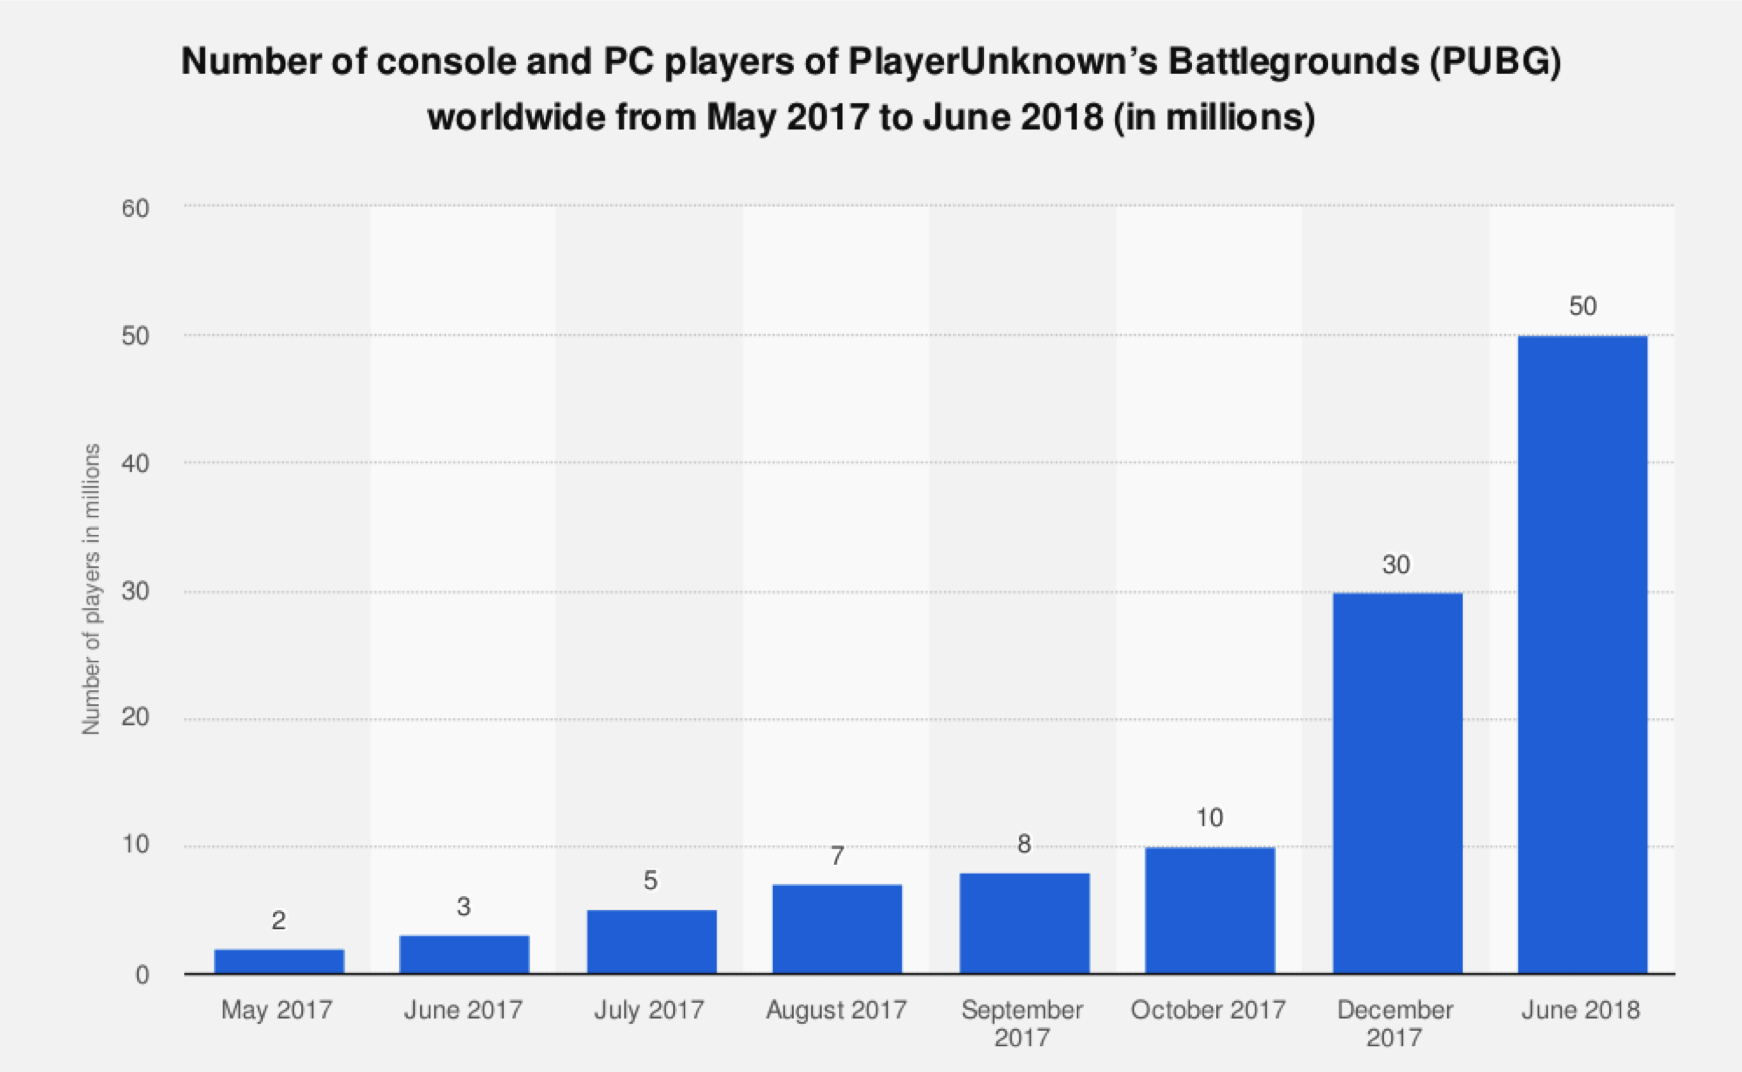 Number of console and PC players of PlayerUnknown’s Battlegrounds (PUBG)
worldwide from May 2017 to June 2018 (in millions)
Number of players in millions
60
50
40
30
20
10
0
2
3
5
7
8
10
30
50
May 2017
June 2017
July 2017
August 2017
September
2017
October 2017
December
2017
June 2018